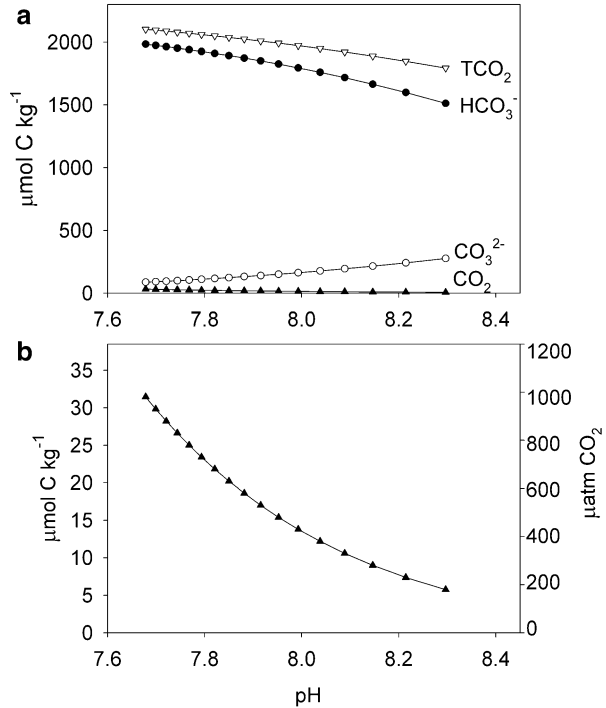 a
2000
1500
1000
500
0
μmol C kg⁻¹
TCO₂
HCO₃⁻
CO₃²⁻
CO₂
7.6 7.8 8.0 8.2 8.4
b
35
30
25
20
15
10
5
0
μmol C kg⁻¹
1200
1000
800
600
400
200
0
μatm CO₂
7.6 7.8 8.0 8.2 8.4
pH